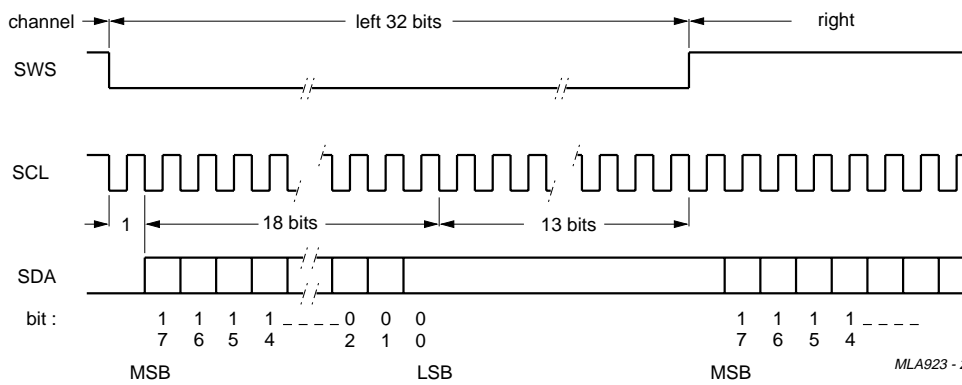 channel left 32 bits right
SWS
SCL
1 18 bits 13 bits
SDA
bit : 1 1 1 1 0 0 0 1 1 1 1
7 6 5 4 2 1 0 7 6 5 4
MSB LSB MSB
MLA923 - 2